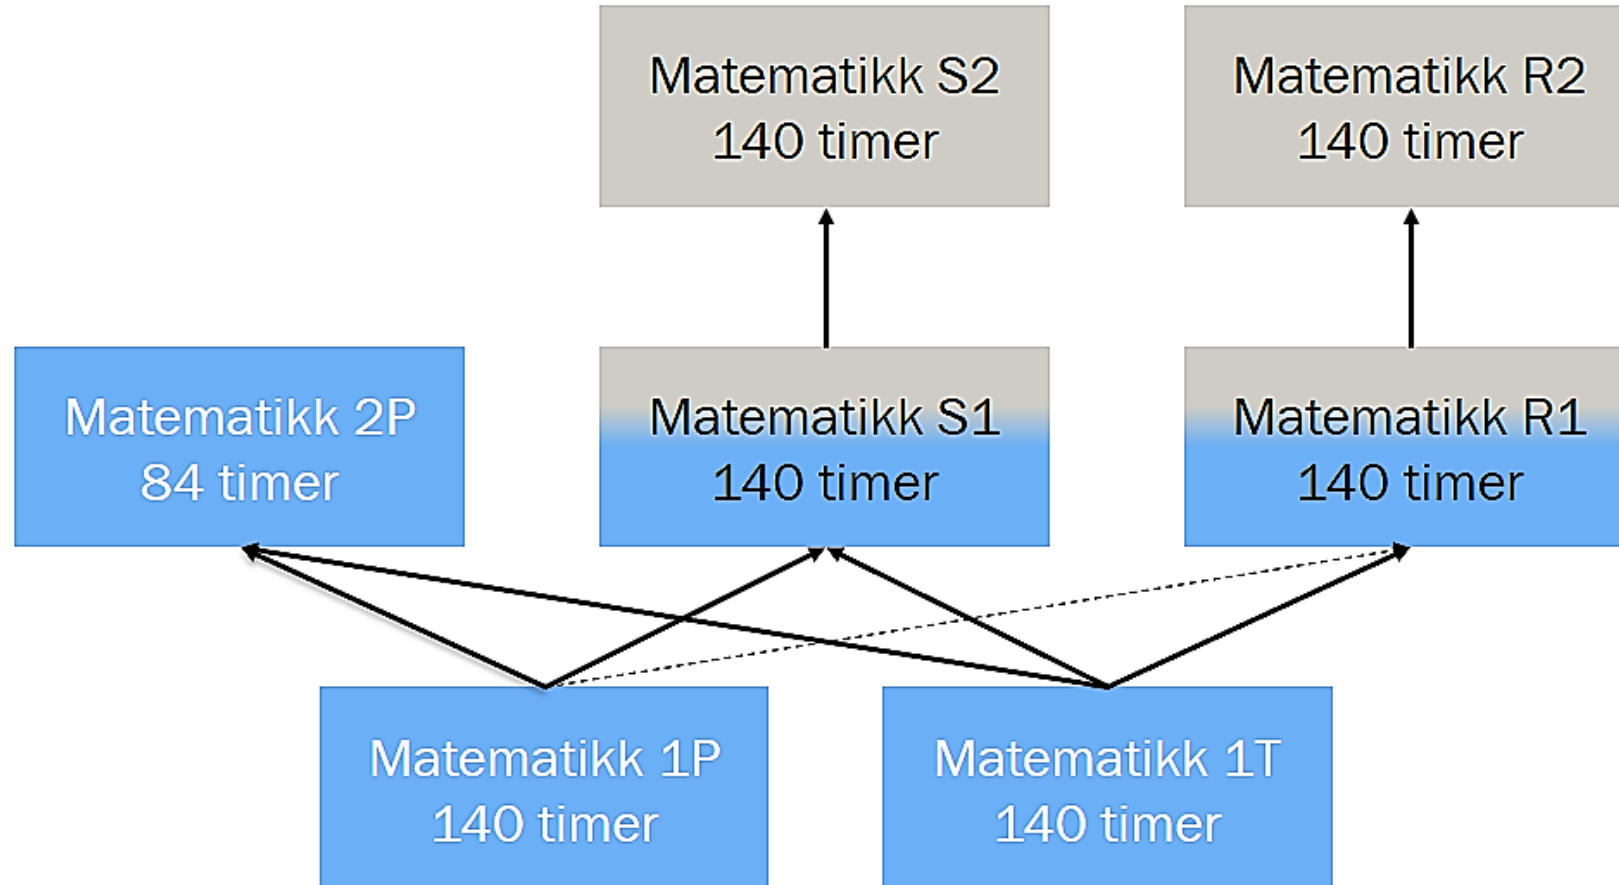 Matematikk S2
140 timer
Matematikk R2
140 timer
Matematikk 2P
84 timer
Matematikk S1
140 timer
Matematikk R1
140 timer
Matematikk 1P
140 timer
Matematikk 1T
140 timer